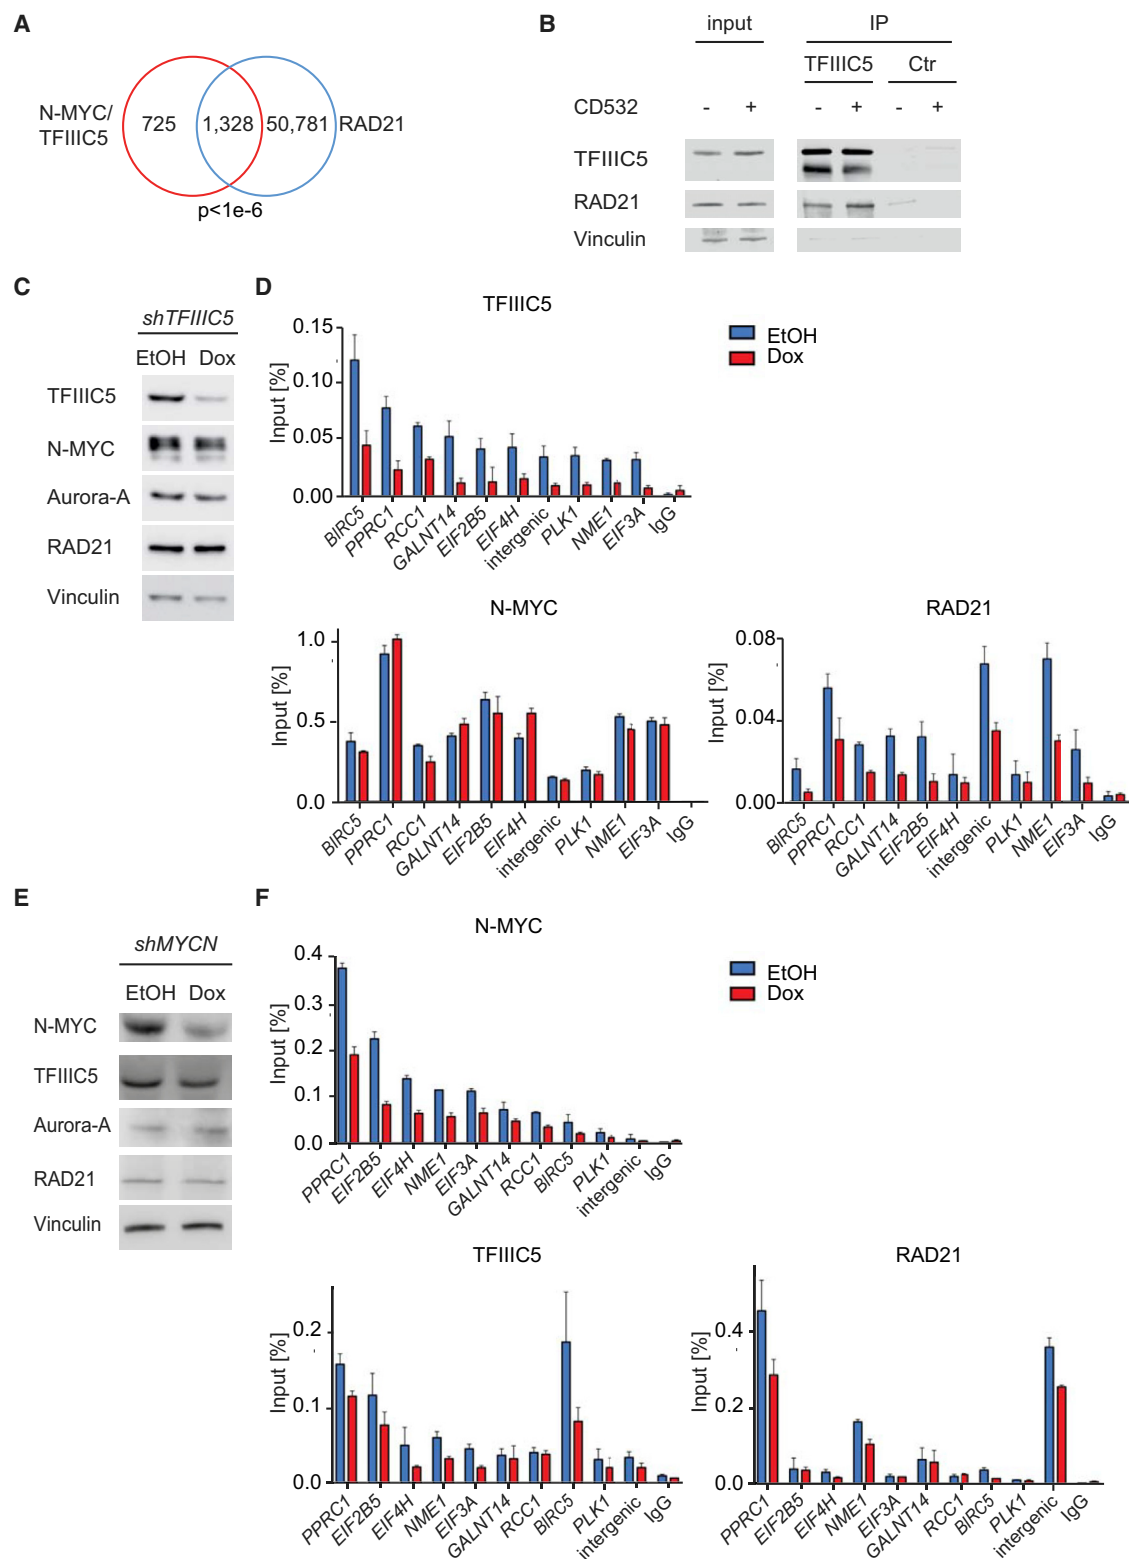 A
N-MYC/
TFIIIC5
725
1,328
50,781
RAD21
p<1e-6
B
input
IP
TFIIIC5
Ctr
CD532
- + - + - +
TFIIIC5
RAD21
Vinculin
C
shTFIIIC5
EtOH Dox
TFIIIC5
N-MYC
Aurora-A
RAD21
Vinculin
D
TFIIIC5
EtOH
Dox
Input [%]
0.15
0.10
0.05
0.00
BIRC5
PPRC1
RCC1
GALNT14
EIF2B5
EIF4H
intergenic
PLK1
NME1
EIF3A
IgG
N-MYC
Input [%]
1.0
0.5
0.0
BIRC5
PPRC1
RCC1
GALNT14
EIF2B5
EIF4H
intergenic
PLK1
NME1
EIF3A
IgG
RAD21
Input [%]
0.08
0.04
0.00
BIRC5
PPRC1
RCC1
GALNT14
EIF2B5
EIF4H
intergenic
PLK1
NME1
EIF3A
IgG
E
shMYCN
EtOH Dox
N-MYC
TFIIIC5
Aurora-A
RAD21
Vinculin
F
N-MYC
EtOH
Dox
Input [%]
0.4
0.3
0.2
0.1
0.0
PPRC1
EIF2B5
EIF4H
NME1
EIF3A
GALNT14
RCC1
BIRC5
PLK1
intergenic
IgG
TFIIIC5
Input [%]
0.2
0.1
0.0
PPRC1
EIF2B5
EIF4H
NME1
EIF3A
GALNT14
RCC1
BIRC5
PLK1
intergenic
IgG
RAD21
Input [%]
0.4
0.2
0.0
PPRC1
EIF2B5
EIF4H
NME1
EIF3A
GALNT14
RCC1
BIRC5
PLK1
intergenic
IgG